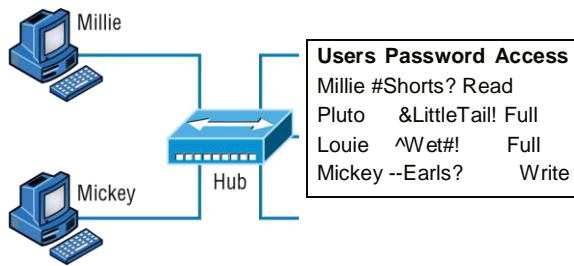 Millie
Users Password Access
Millie #Shorts? Read
Pluto &LittleTail! Full
Louie ^Wet#! Full
Mickey --Earls? Write
Mickey
Hub